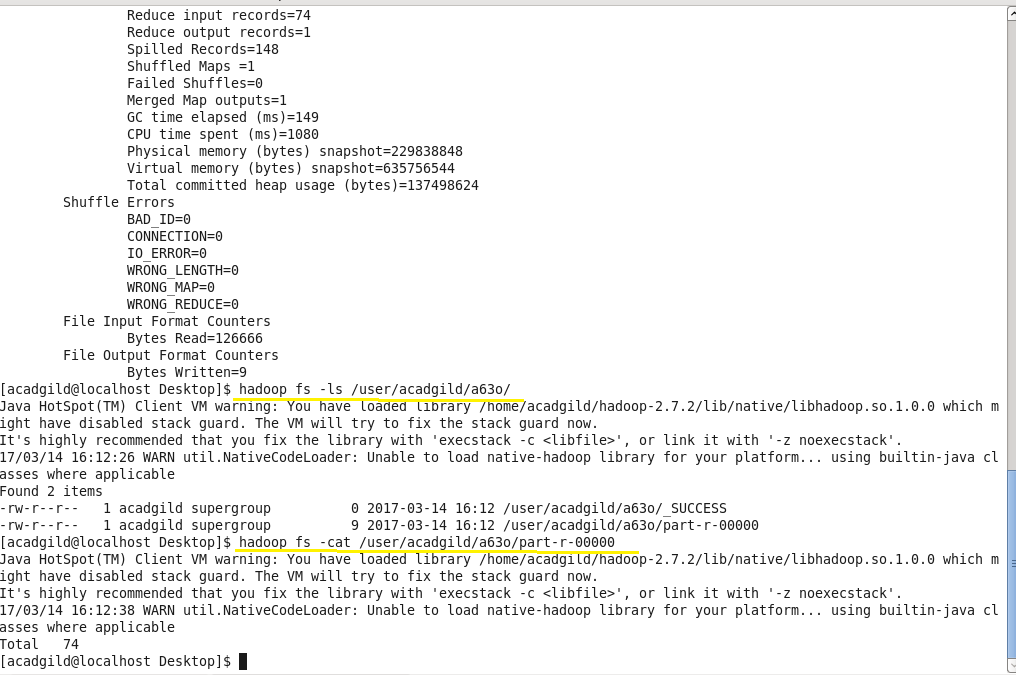 Reduce input records=74
Reduce output records=1
Spilled Records=148
Shuffled Maps =1
Failed Shuffles=0
Merged Map outputs=1
GC time elapsed (ms)=149
CPU time spent (ms)=1080
Physical memory (bytes) snapshot=229838848
Virtual memory (bytes) snapshot=635756544
Total committed heap usage (bytes)=137498624
Shuffle Errors
BAD_ID=0
CONNECTION=0
IO_ERROR=0
WRONG_LENGTH=0
WRONG_MAP=0
WRONG_REDUCE=0
File Input Format Counters
Bytes Read=126666
File Output Format Counters
Bytes Written=9
[acadgild@localhost Desktop]$ hadoop fs -ls /user/acadgild/a63o/
Java HotSpot(TM) Client VM warning: You have loaded library /home/acadgild/hadoop-2.7.2/lib/native/libhadoop.so.1.0.0 which m
ight have disabled stack guard. The VM will try to fix the stack guard now.
It's highly recommended that you fix the library with 'execstack -c <libfile>', or link it with '-z noexecstack'.
17/03/14 16:12:26 WARN util.NativeCodeLoader: Unable to load native-hadoop library for your platform... using builtin-java cl
asses where applicable
Found 2 items
-rw-r--r--   1 acadgild supergroup          0 2017-03-14 16:12 /user/acadgild/a63o/_SUCCESS
-rw-r--r--   1 acadgild supergroup          9 2017-03-14 16:12 /user/acadgild/a63o/part-r-00000
[acadgild@localhost Desktop]$ hadoop fs -cat /user/acadgild/a63o/part-r-00000
Java HotSpot(TM) Client VM warning: You have loaded library /home/acadgild/hadoop-2.7.2/lib/native/libhadoop.so.1.0.0 which m
ight have disabled stack guard. The VM will try to fix the stack guard now.
It's highly recommended that you fix the library with 'execstack -c <libfile>', or link it with '-z noexecstack'.
17/03/14 16:12:38 WARN util.NativeCodeLoader: Unable to load native-hadoop library for your platform... using builtin-java cl
asses where applicable
Total   74
[acadgild@localhost Desktop]$